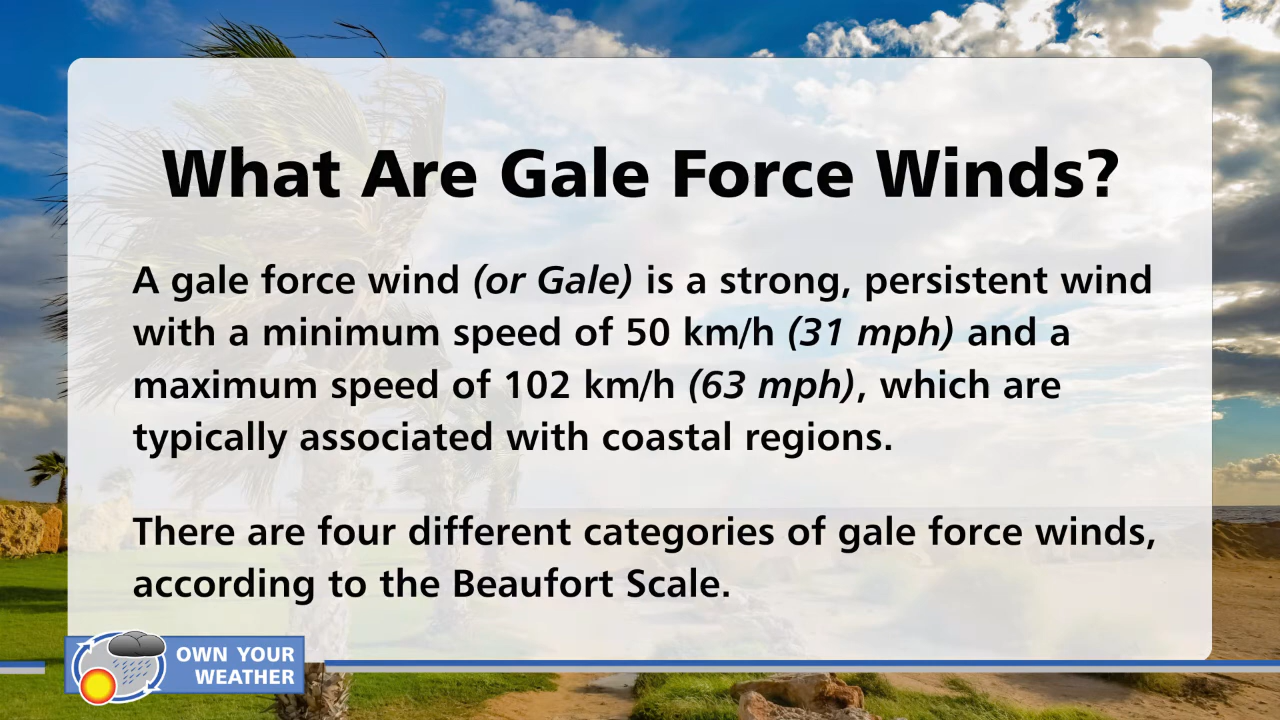 What Are Gale Force Winds?
A gale force wind (or Gale) is a strong, persistent wind
with a minimum speed of 50 km/h (31 mph) and a
maximum speed of 102 km/h (63 mph), which are
typically associated with coastal regions.
There are four different categories of gale force winds,
according to the Beaufort Scale.
OWN YOUR
WEATHER